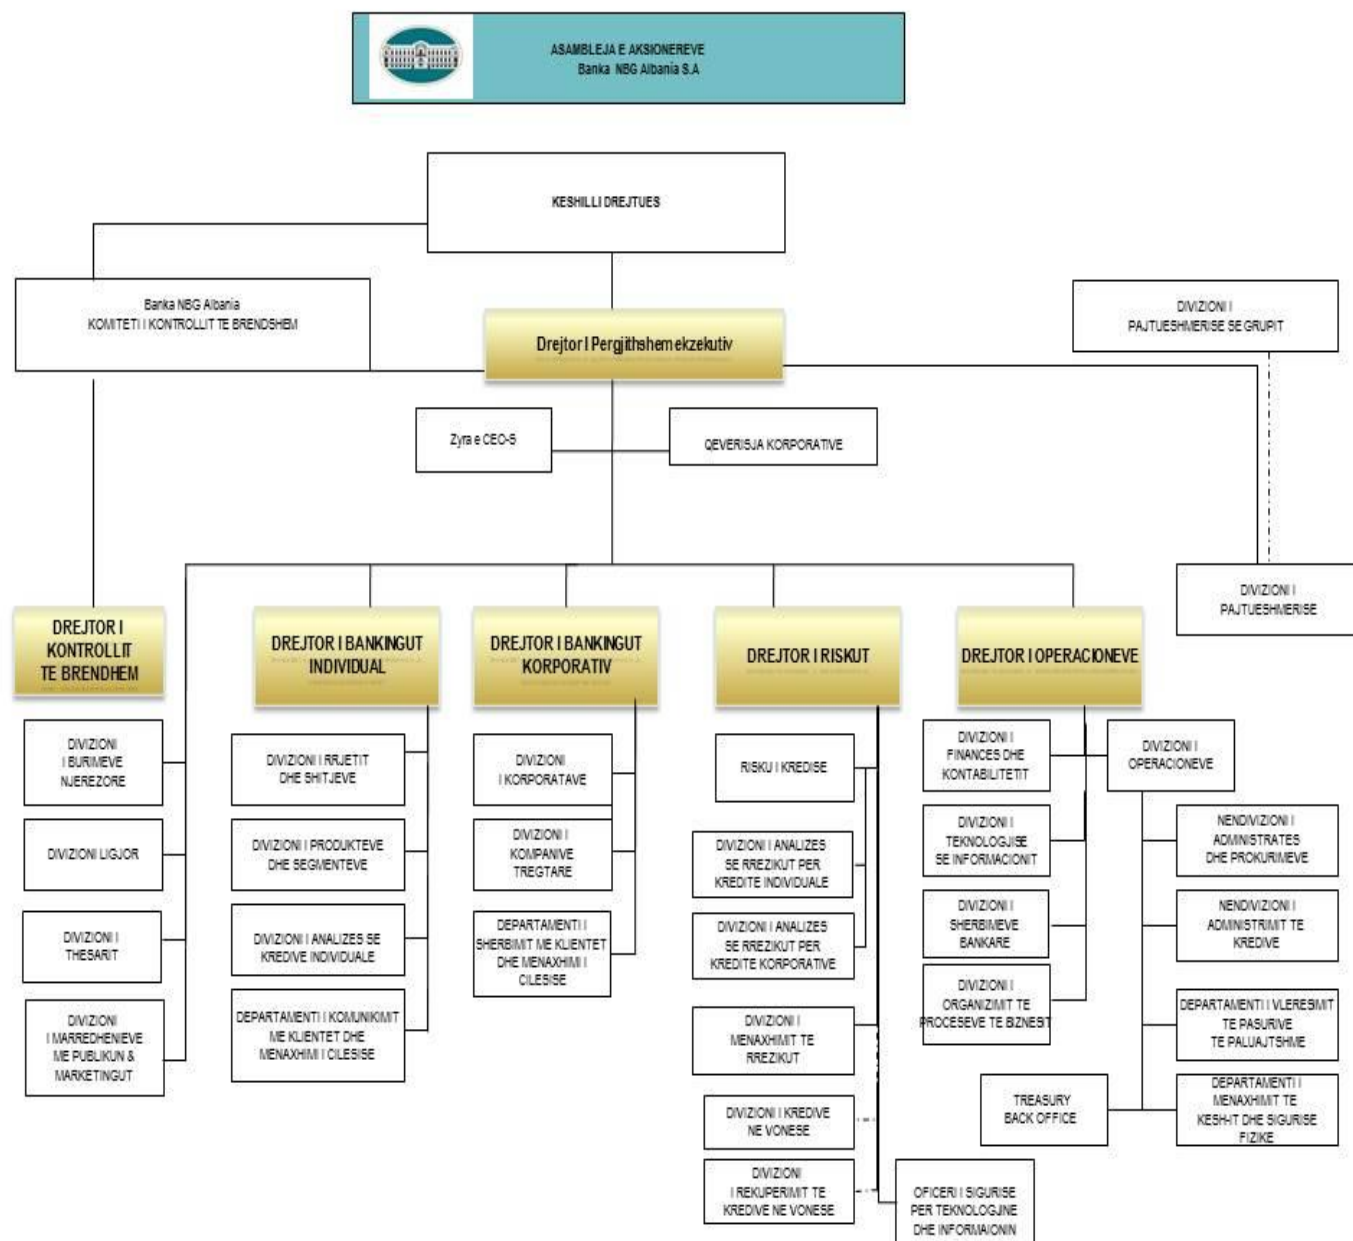 ASAMBLEJA E AKSIONEREVE
Banka NBG Albania S.A
KESHILLI DREJTUES
Banka NBG Albania
KOMITETI I KONTROLLIT TE BRENDSHEM
DIVIZIONI I
PAJTUESHMERISE SE GRUPIT
Drejtor I Pergjithshem ekzekutiv
Zyra e CEO-S
QEVERISJA KORPORATIVE
DIVIZIONI I
PAJTUESHMERISE
DREJTOR I
KONTROLLIT
TE BRENDHEM
DIVIZIONI
I BURIMEVE
NJEREZORE
DIVIZIONI LIGJOR
DIVIZIONI I
THESARIT
DIVIZIONI
I MARREDHENIEVE
ME PUBLIKUN &
MARKETINGUT
DREJTOR I BANKINGUT
INDIVIDUAL
DIVIZIONI I RRJETIT
DHE SHITJEVE
DIVIZIONI I PRODUKTEVE
DHE SEGMENTEVE
DIVIZIONI I ANALIZES SE
KREDIVE INDIVIDUALE
DEPARTAMENTI I KOMUNIKIMIT
ME KLIENTET DHE
MENAXHIMI I CILESISE
DREJTOR I BANKINGUT
KORPORATIV
DIVIZIONI
I KORPORATAVE
DIVIZIONI I
KOMPANIVE
TREGTARE
DEPARTAMENTI I
SHERBIMIT ME KLIENTET
DHE MENAXHIMI I
CILESISE
DREJTOR I RISKUT
RISKU I KREDISE
DIVIZIONI I ANALIZES
SE RREZIKUT PER
KREDITE INDIVIDUALE
DIVIZIONI I ANALIZES
SE RREZIKUT PER
KREDITE KORPORATIVE
DIVIZIONI I
MENAXHIMIT TE
RREZIKUT
DIVIZIONI I KREDIVE
NE VONESE
DIVIZIONI
I REKUPERIMIT TE
KREDIVE NE VONESE
OFICERI I SIGURISE
PER TEKNOLOGJINE
DHE INFORMAIONIN
DREJTOR I OPERACIONEVE
DIVIZIONI I
FINANCES DHE
KONTABILITETIT
DIVIZIONI I
TEKNOLOGJISE
SE INFORMACIONIT
DIVIZIONI I
SHERBIMEVE
BANKARE
DIVIZIONI I
ORGANIZIMIT TE
PROCESEVE TE BIZNESIT
DIVIZIONI I
OPERACIONEVE
NENDIVIZIONI I
ADMINISTRATES
DHE PROKURIMEVE
NENDIVIZIONI I
ADMINISTRIMIT TE
KREDIVE
DEPARTAMENTI I VLERESIMIT
TE PASURIVE
TE PALUAJTSHME
TREASURY
BACK OFFICE
DEPARTAMENTI I
MENAXHIMIT TE
KESH-IT DHE SIGURISE
FIZIKE